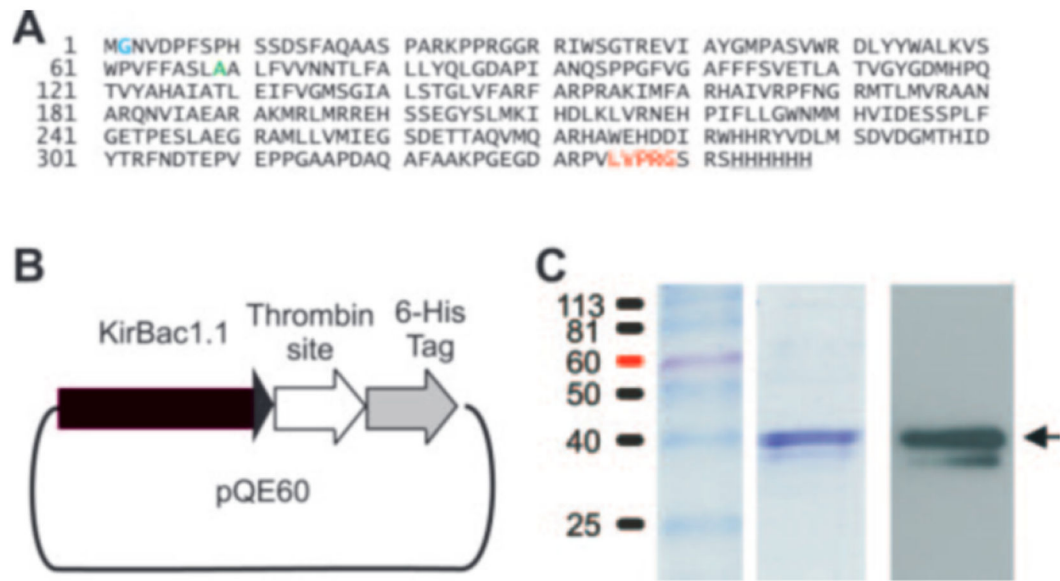 A
1 MGNVDPFSPH SSDSFAQAAS PARKPPRGGR RIWSGTREVI AYGMPASVWR DLYYWALKVS
61 WPVFFASLAA LFVVNNTLFA LLYQLGDAPI ANQSPPGFVG AFFFSVETLA TVGYGDMHPQ
121 TVYAHAIATL EIFVGMSGIA LSTGLVFARF ARPRAKIMFA RHAIVRPFNG RMTLMVRAAN
181 ARQNVIAEAR AKMRLMRREH SSEGYSLMKI HDLKLVRNEH PIFLLGWNMM HVIDESSPLF
241 GETPESLAEG RAMLLVMIEG SDETTAQVMQ ARHAWEHDDI RWHHRYVDLM SDVDGMTHID
301 YTRFNDTEPV EPPGAAPDAQ AFAAKPGEGD ARPVLVPRGS RSHHHHHH
B
KirBac1.1
Thrombin
site
6-His
Tag
pQE60
C
113
81
60
50
40
25